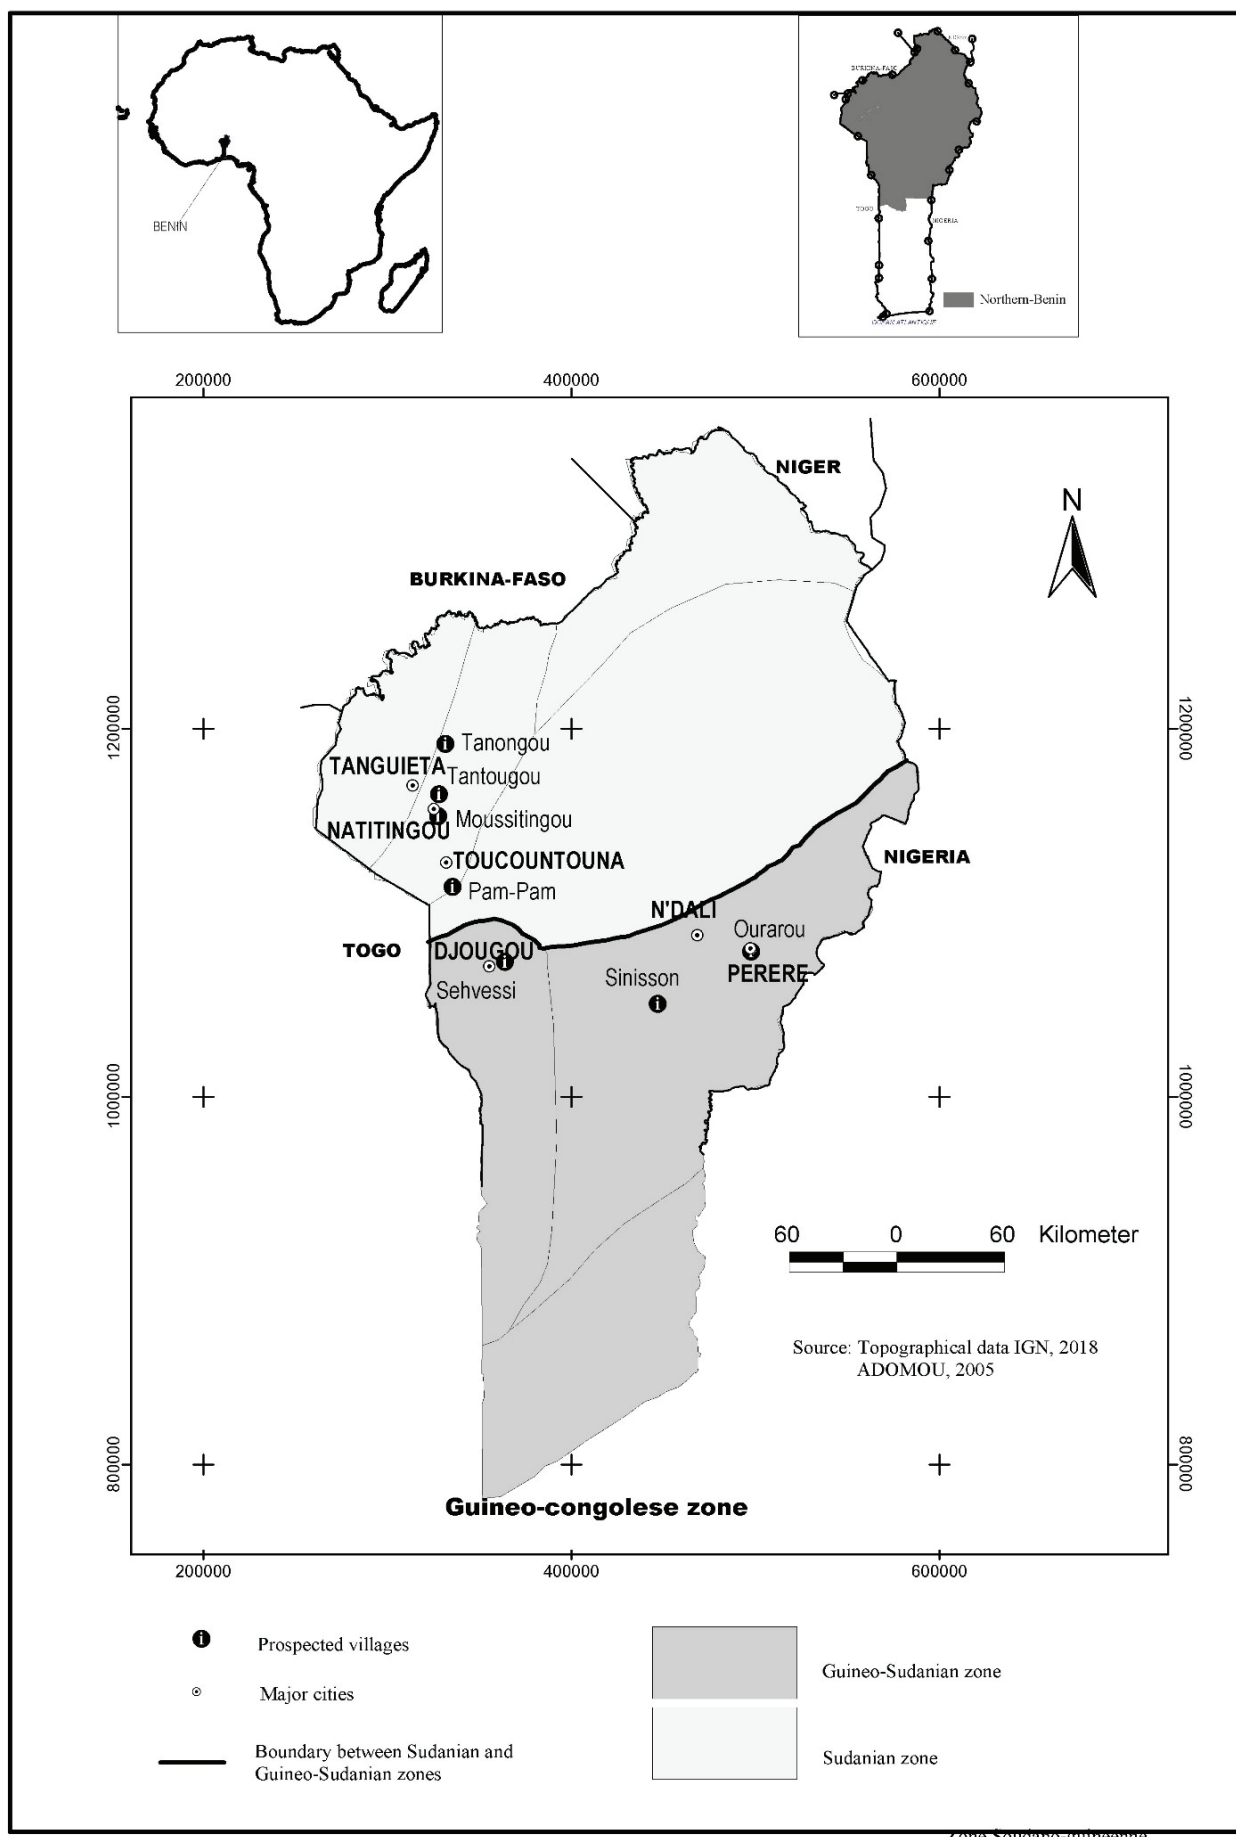 BENIN
BURKINA-FASO
TOGO
NIGERIA
Northern-Benin
200000
400000
600000
NIGER
N
BURKINA-FASO
1200000
1200000
Tanongou
TANGUIETA
Tantougou
Moussitingou
NATITINGOU
TOUCOUNTOUNA
NIGERIA
Pam-Pam
N'DALI
Ourarou
TOGO
DJOUGOU
PERERE
Sinisson
Sehvessi
1000000
1000000
60 0 60 Kilometer
Source: Topographical data IGN, 2018
ADOMOU, 2005
800000
800000
Guineo-congolese zone
200000
400000
600000
Prospected villages
Guineo-Sudanian zone
Major cities
Boundary between Sudanian and
Guineo-Sudanian zones
Sudanian zone